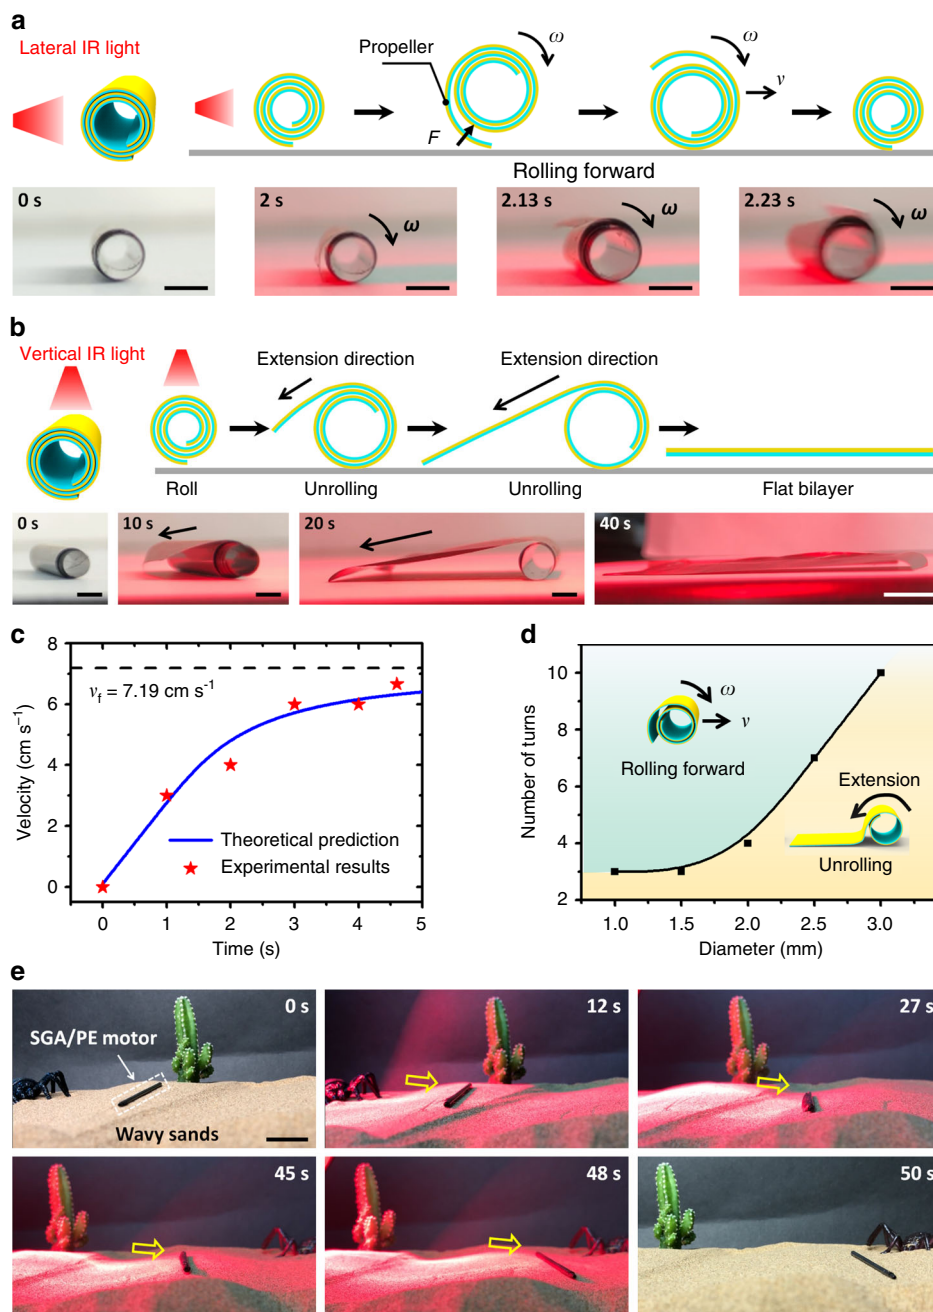 a
Lateral IR light
Propeller
ω
ω
v
F
Rolling forward
0 s
2 s
ω
2.13 s
ω
2.23 s
ω
b
Vertical IR light
Extension direction
Extension direction
Roll
Unrolling
Unrolling
Flat bilayer
0 s
10 s
20 s
40 s
c
8
6
4
2
0
Velocity (cm s⁻¹)
v_f = 7.19 cm s⁻¹
Theoretical prediction
Experimental results
0
1
2
3
4
5
Time (s)
d
10
8
6
4
2
Number of turns
ω
v
Rolling forward
Extension
Unrolling
1.0
1.5
2.0
2.5
3.0
Diameter (mm)
e
0 s
SGA/PE motor
Wavy sands
12 s
27 s
45 s
48 s
50 s